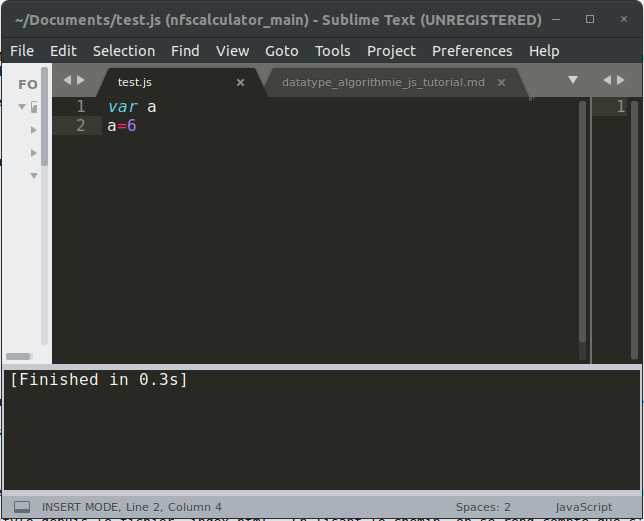 ~/Documents/test.js (nfscalculator_main) - Sublime Text (UNREGISTERED)
File Edit Selection Find View Goto Tools Project Preferences Help
FO
test.js
datatype_algorithmie_js_tutorial.md
1 var a
2 a=6
1
[Finished in 0.3s]
INSERT MODE, Line 2, Column 4
Spaces: 2
JavaScript